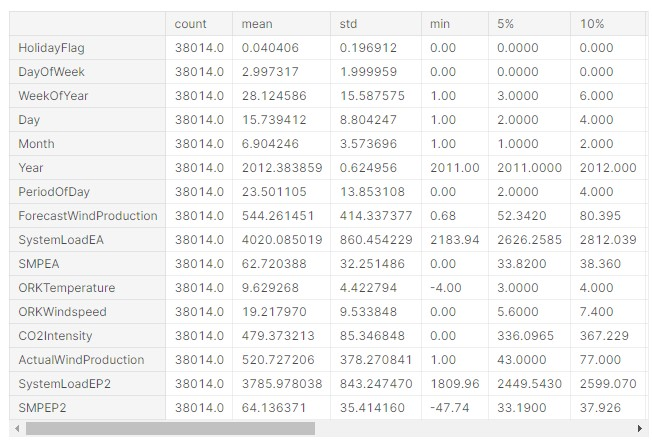 count mean std min 5% 10%
HolidayFlag 38014.0 0.040406 0.196912 0.00 0.0000 0.000
DayOfWeek 38014.0 2.997317 1.999959 0.00 0.0000 0.000
WeekOfYear 38014.0 28.124586 15.587575 1.00 3.0000 6.000
Day 38014.0 15.739412 8.804247 1.00 2.0000 4.000
Month 38014.0 6.904246 3.573696 1.00 1.0000 2.000
Year 38014.0 2012.383859 0.624956 2011.00 2011.0000 2012.000
PeriodOfDay 38014.0 23.501105 13.853108 0.00 2.0000 4.000
ForecastWindProduction 38014.0 544.261451 414.337377 0.68 52.3420 80.395
SystemLoadEA 38014.0 4020.085019 860.454229 2183.94 2626.2585 2812.039
SMPEA 38014.0 62.720388 32.251486 0.00 33.8200 38.360
ORKTemperature 38014.0 9.629268 4.422794 -4.00 3.0000 4.000
ORKWindspeed 38014.0 19.217970 9.533848 0.00 5.6000 7.400
CO2Intensity 38014.0 479.373213 85.346848 0.00 336.0965 367.229
ActualWindProduction 38014.0 520.727206 378.270841 1.00 43.0000 77.000
SystemLoadEP2 38014.0 3785.978038 843.247470 1809.96 2449.5430 2599.070
SMPEP2 38014.0 64.136371 35.414160 -47.74 33.1900 37.926